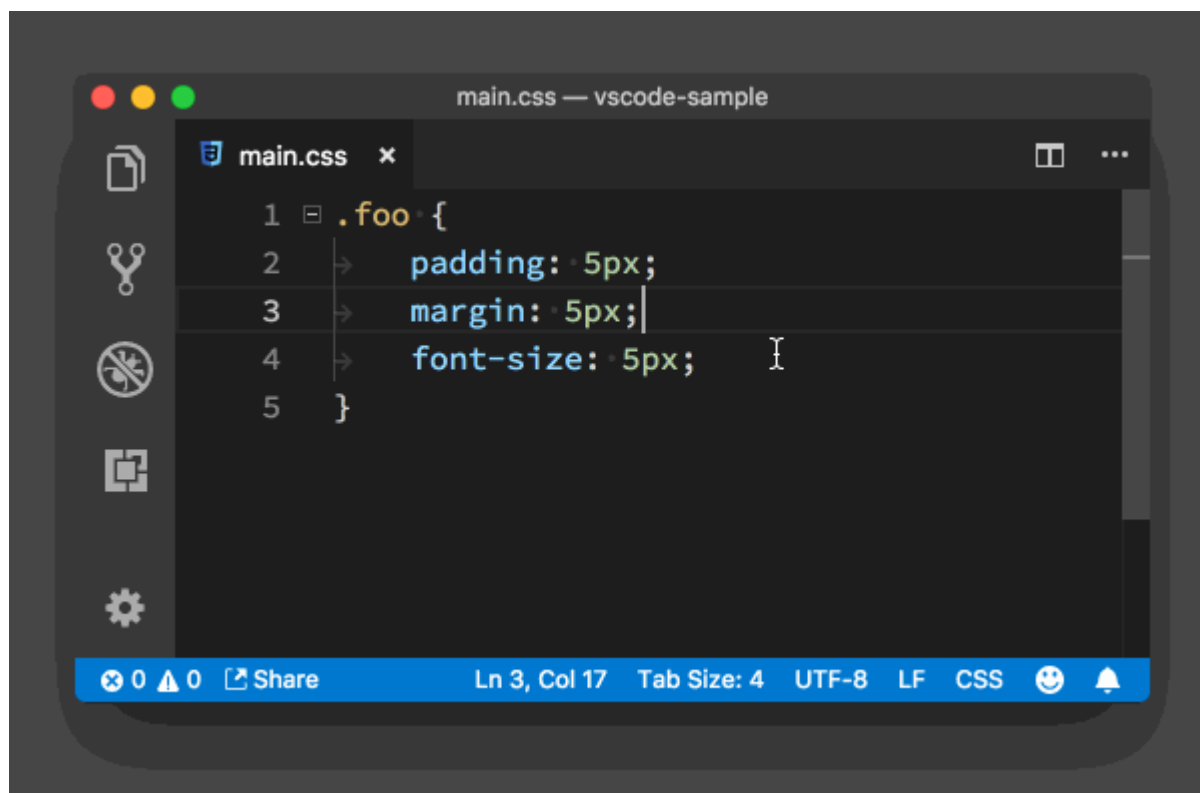 main.css — vscode-sample
main.css ×
1 .foo {
2 padding: 5px;
3 margin: 5px;
4 font-size: 5px;
5 }
0 0 Share Ln 3, Col 17 Tab Size: 4 UTF-8 LF CSS